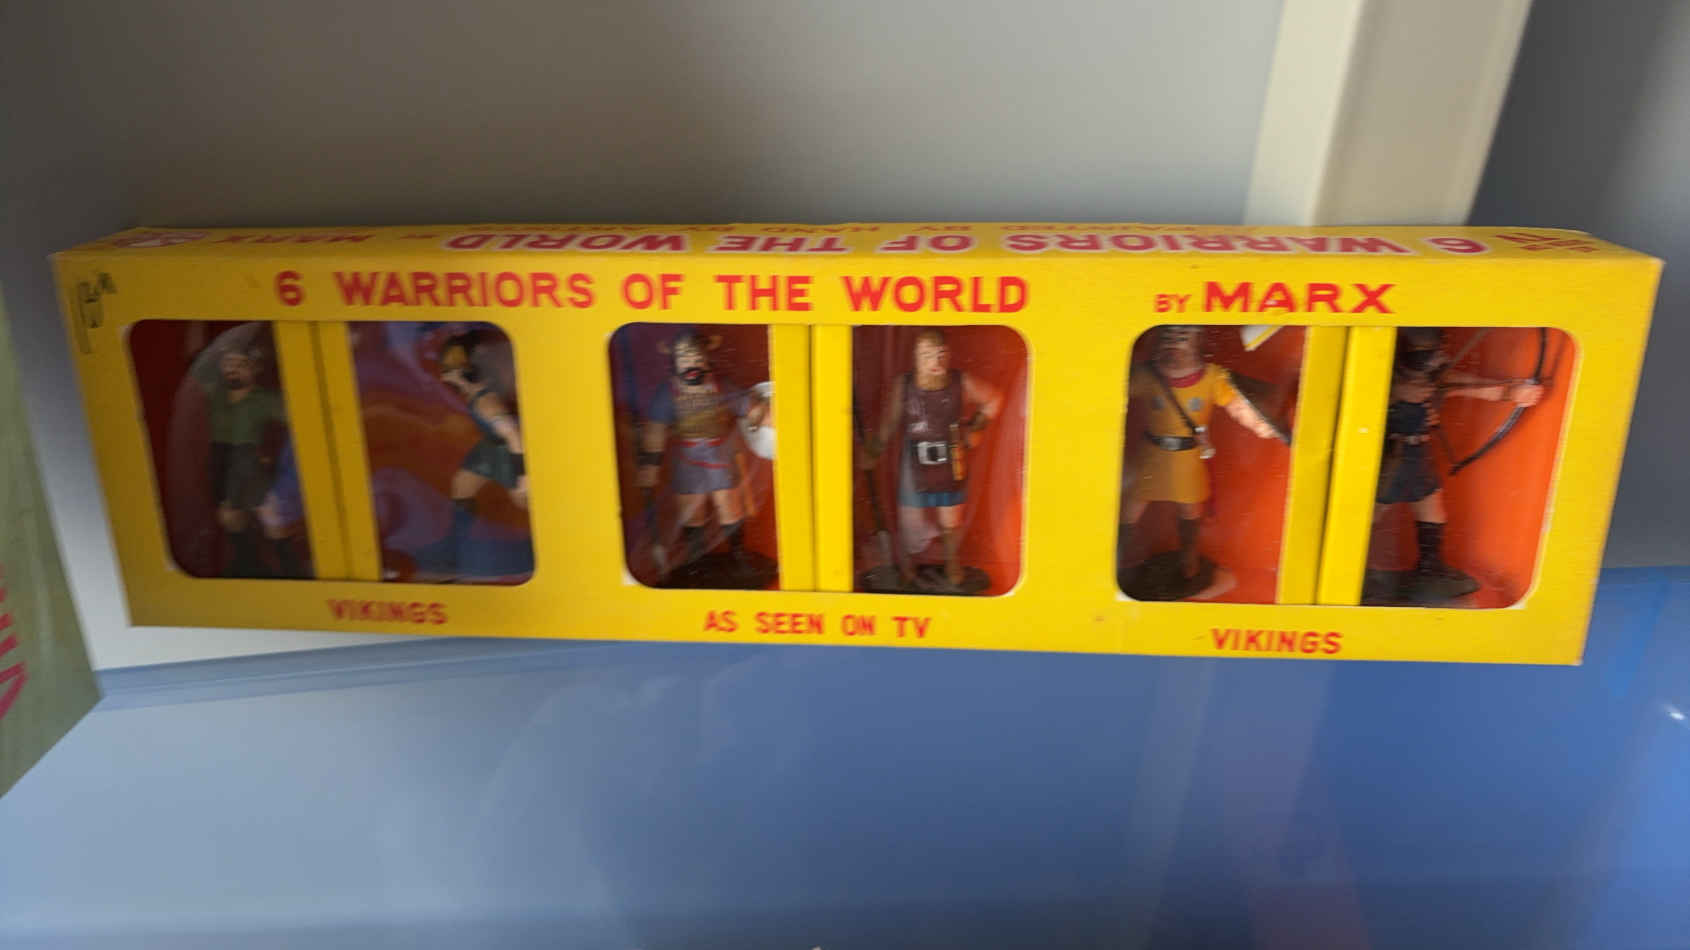 6 WARRIORS OF THE WORLD
6 WARRIORS OF THE WORLD BY MARX
VIKINGS
AS SEEN ON TV
VIKINGS